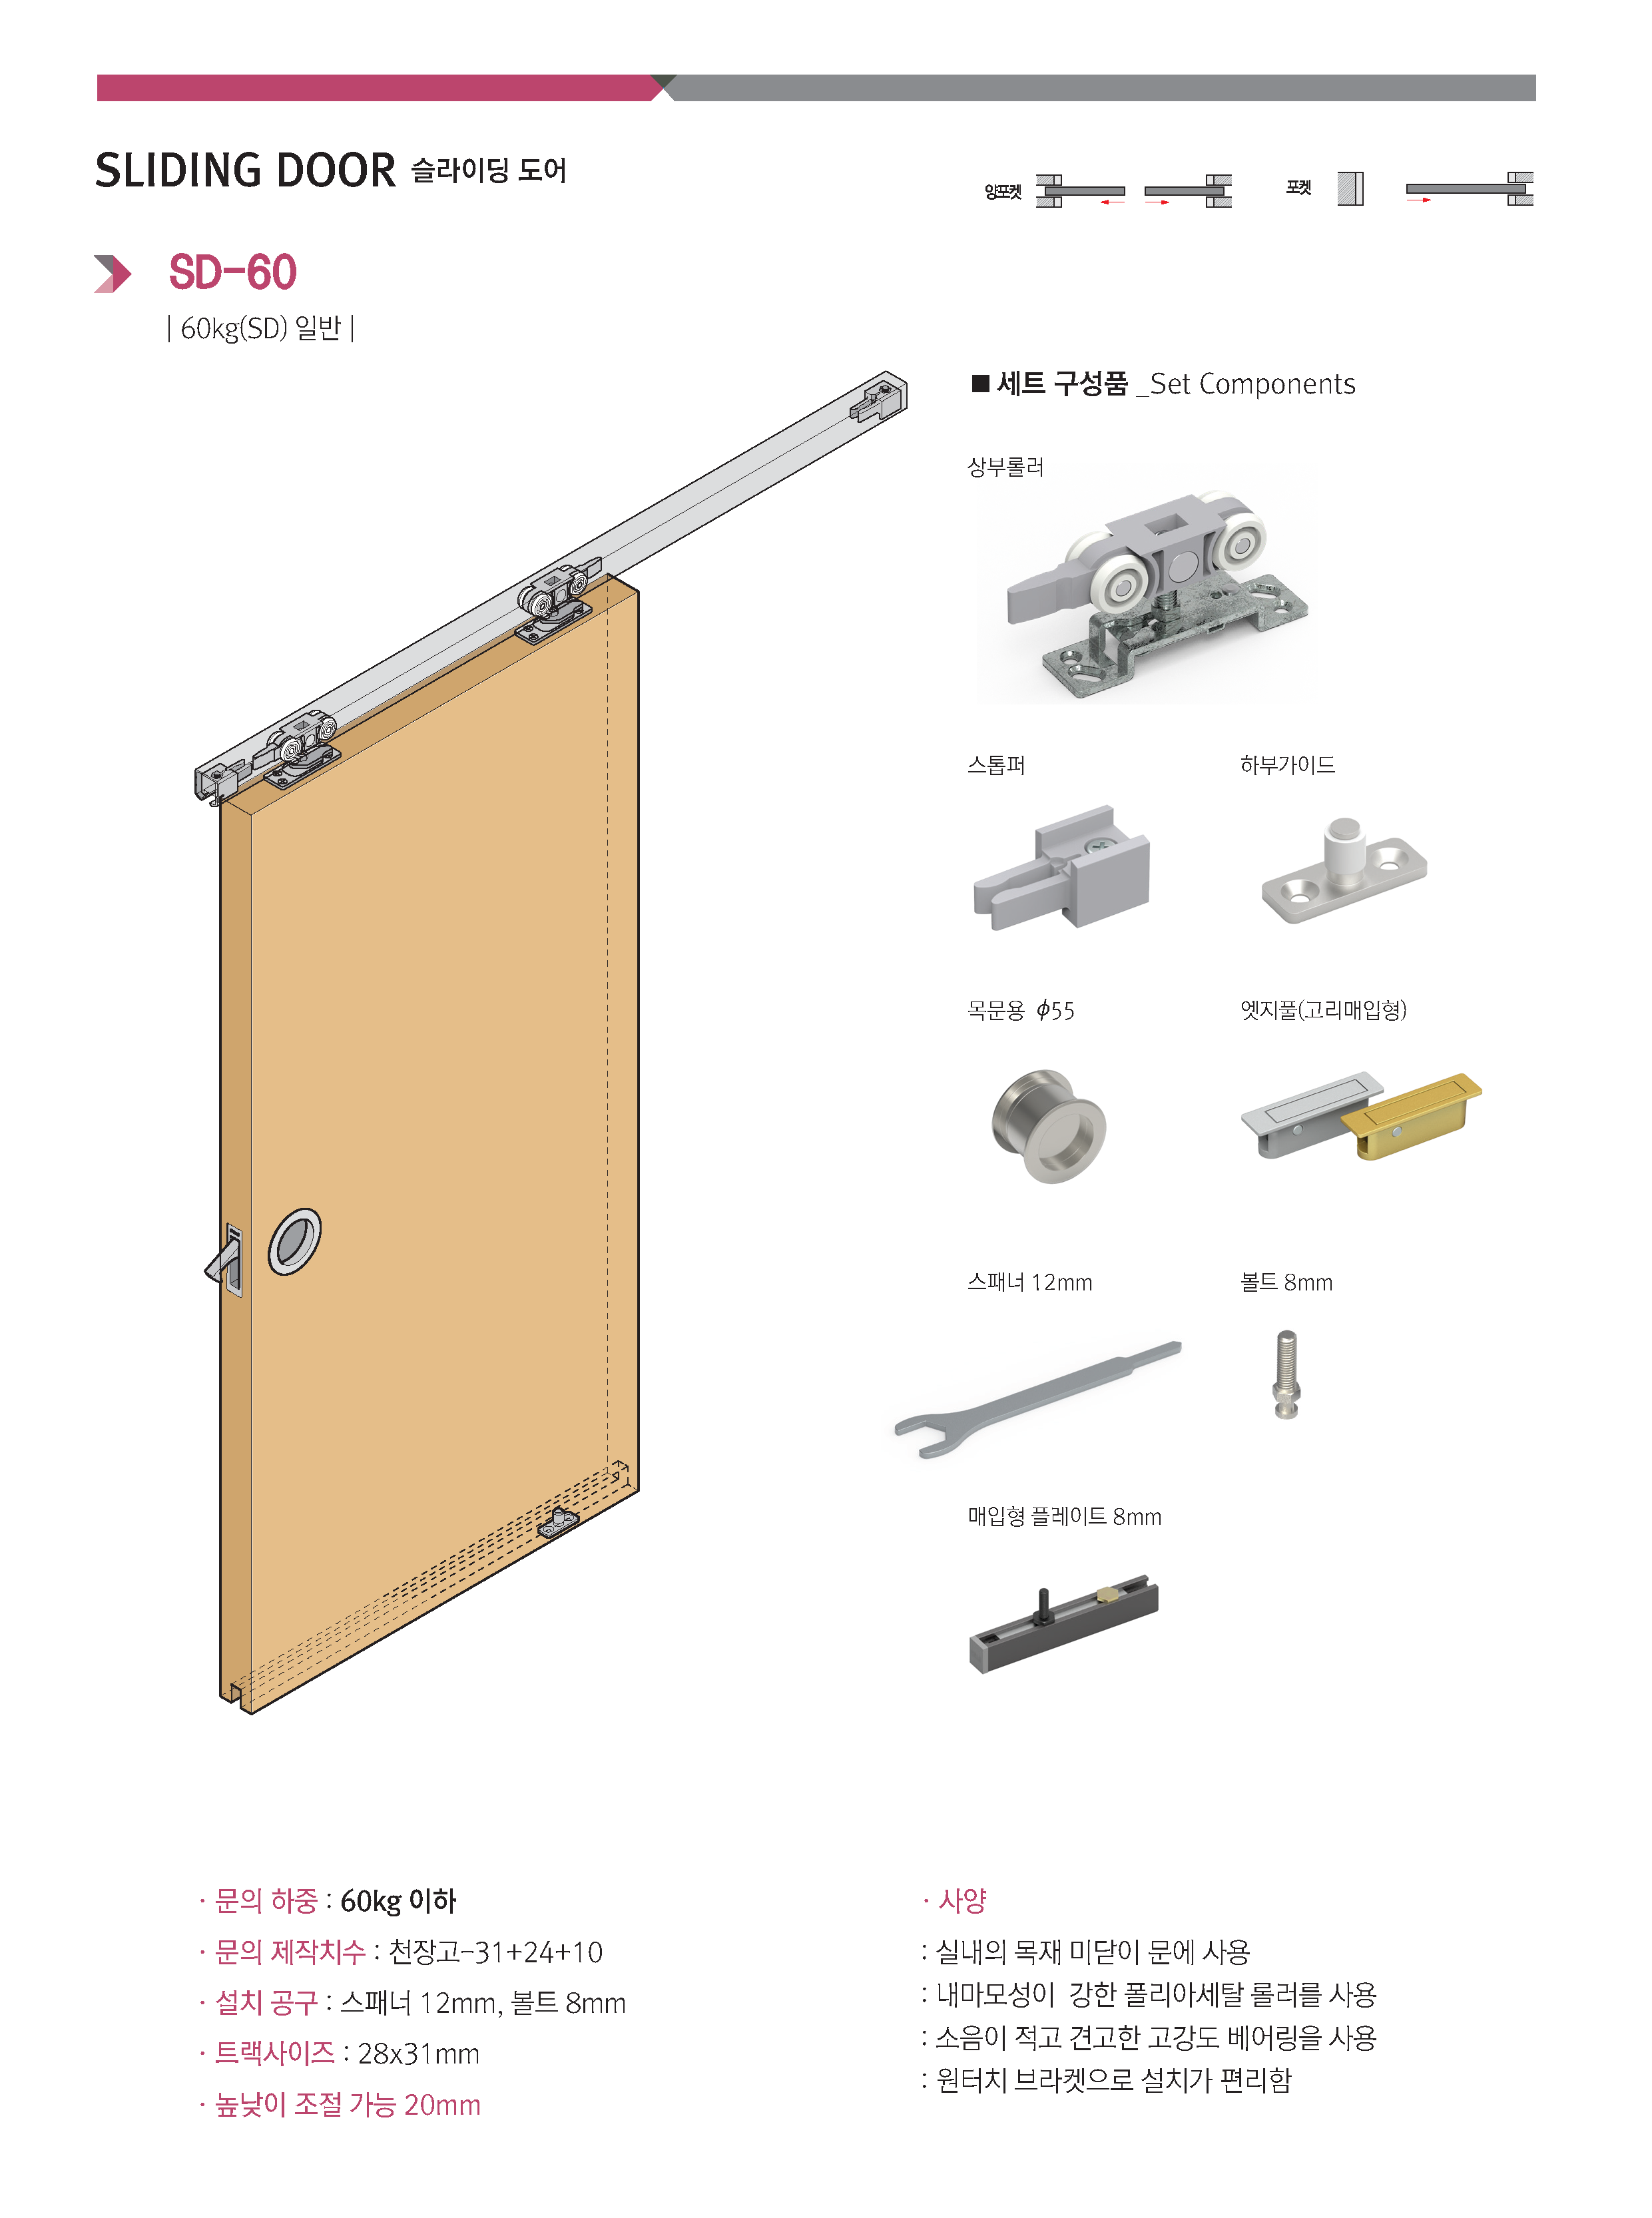 SLIDING DOOR 슬라이딩 도어
양포켓
포켓
SD-60
| 60kg(SD) 일반 |
■ 세트 구성품 _Set Components
상부롤러
스톱퍼
하부가이드
목문용 ϕ55
엣지풀(고리매입형)
스패너 12mm
볼트 8mm
매입형 플레이트 8mm
· 문의 하중 : 60kg 이하
· 문의 제작치수 : 천장고-31+24+10
· 설치 공구 : 스패너 12mm, 볼트 8mm
· 트랙사이즈 : 28x31mm
· 높낮이 조절 가능 20mm
· 사양
: 실내의 목재 미닫이 문에 사용
: 내마모성이 강한 폴리아세탈 롤러를 사용
: 소음이 적고 견고한 고강도 베어링을 사용
: 원터치 브라켓으로 설치가 편리함